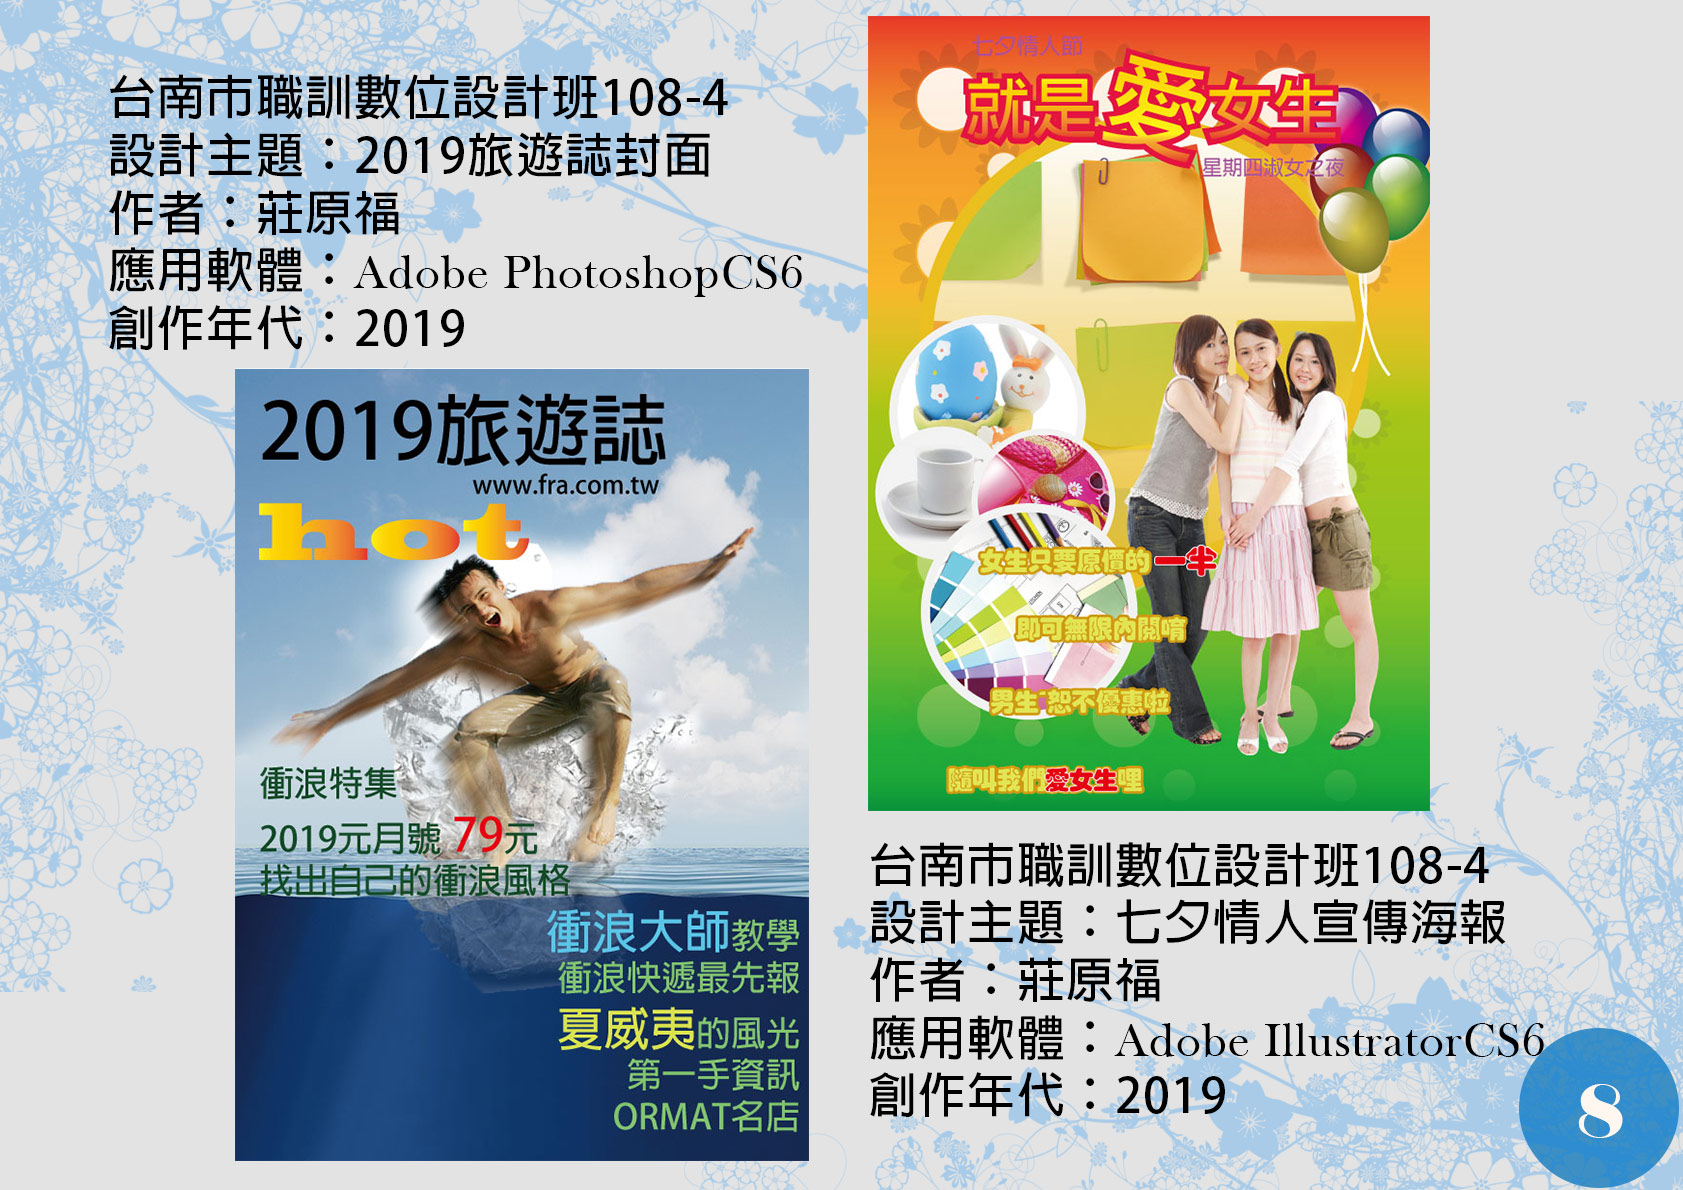 台南市職訓數位設計班108-4
設計主題：2019旅遊誌封面
作者：莊原福
應用軟體：Adobe PhotoshopCS6
創作年代：2019
2019旅遊誌
www.fra.com.tw
hot
衝浪特集
2019元月號 79元
找出自己的衝浪風格
衝浪大師教學
衝浪快遞最先報
夏威夷的風光
第一手資訊
ORMAT名店
七夕情人節
就是愛女生
星期四淑女之夜
女生只要原價的一半
即可無限內閱唷
男生 恕不優惠啦
隨叫我們愛女生哩
台南市職訓數位設計班108-4
設計主題：七夕情人宣傳海報
作者：莊原福
應用軟體：Adobe IllustratorCS6
創作年代：2019
8